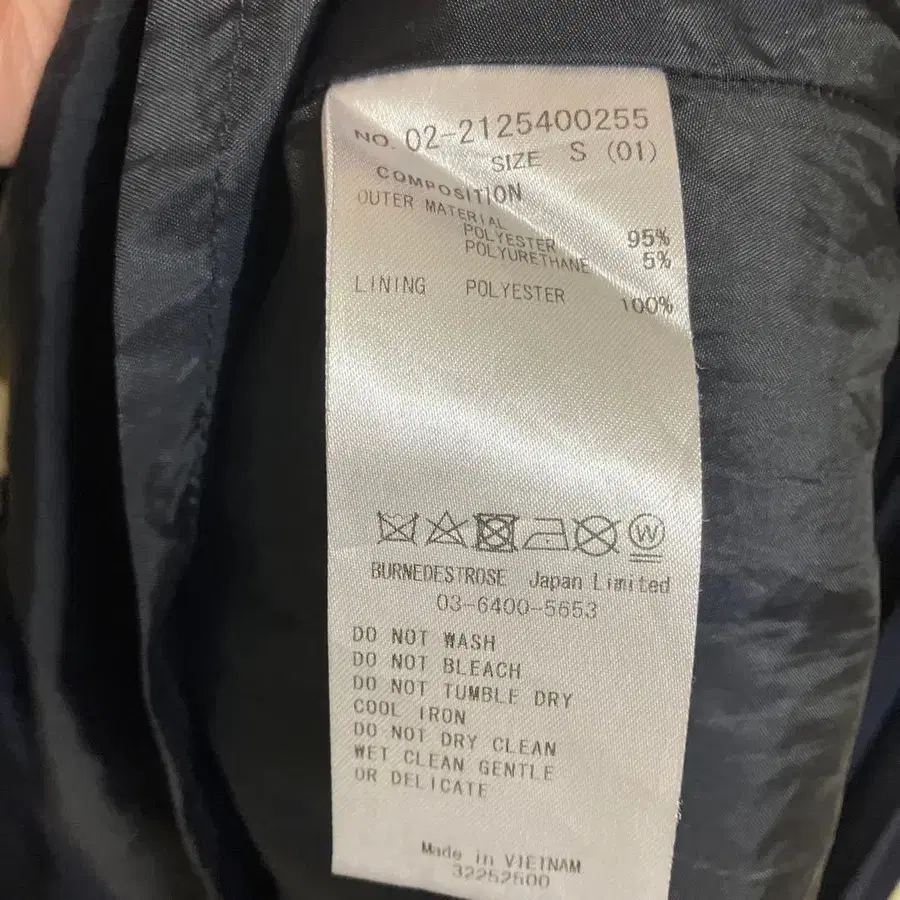 NO. 02-2125400255
SIZE S (01)
COMPOSITION
OUTER MATERIAL
POLYESTER 95%
POLYURETHANE 5%
LINING POLYESTER 100%
W
BURNEDESTROSE Japan Limited
03-6400-5653
DO NOT WASH
DO NOT BLEACH
DO NOT TUMBLE DRY
COOL IRON
DO NOT DRY CLEAN
WET CLEAN GENTLE
OR DELICATE
Made in VIETNAM
32252500